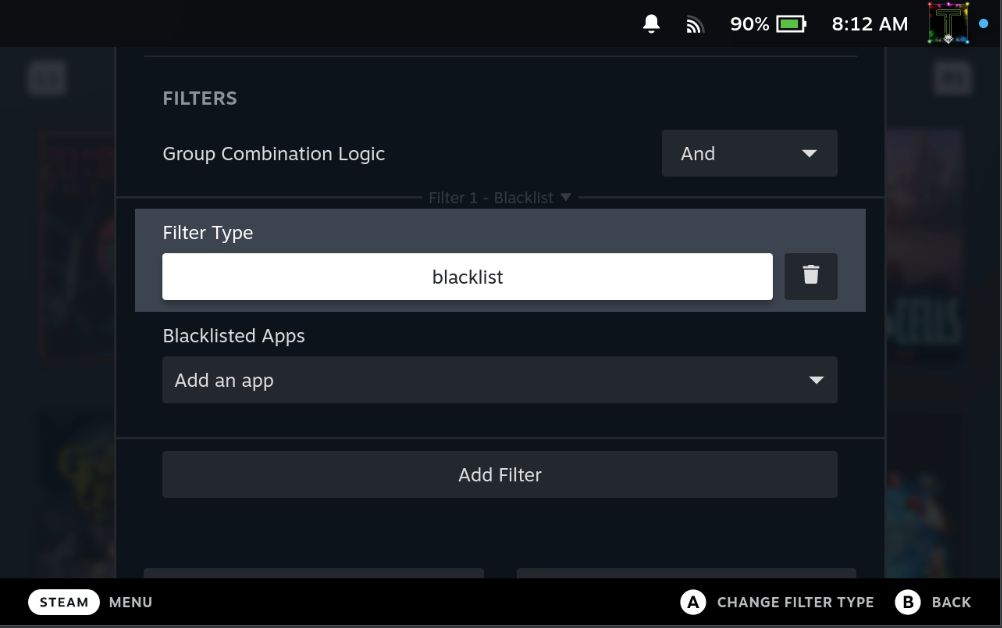 90% 8:12 AM
FILTERS
Group Combination Logic And
Filter 1 - Blacklist
Filter Type
blacklist
Blacklisted Apps
Add an app
Add Filter
STEAM MENU A CHANGE FILTER TYPE B BACK